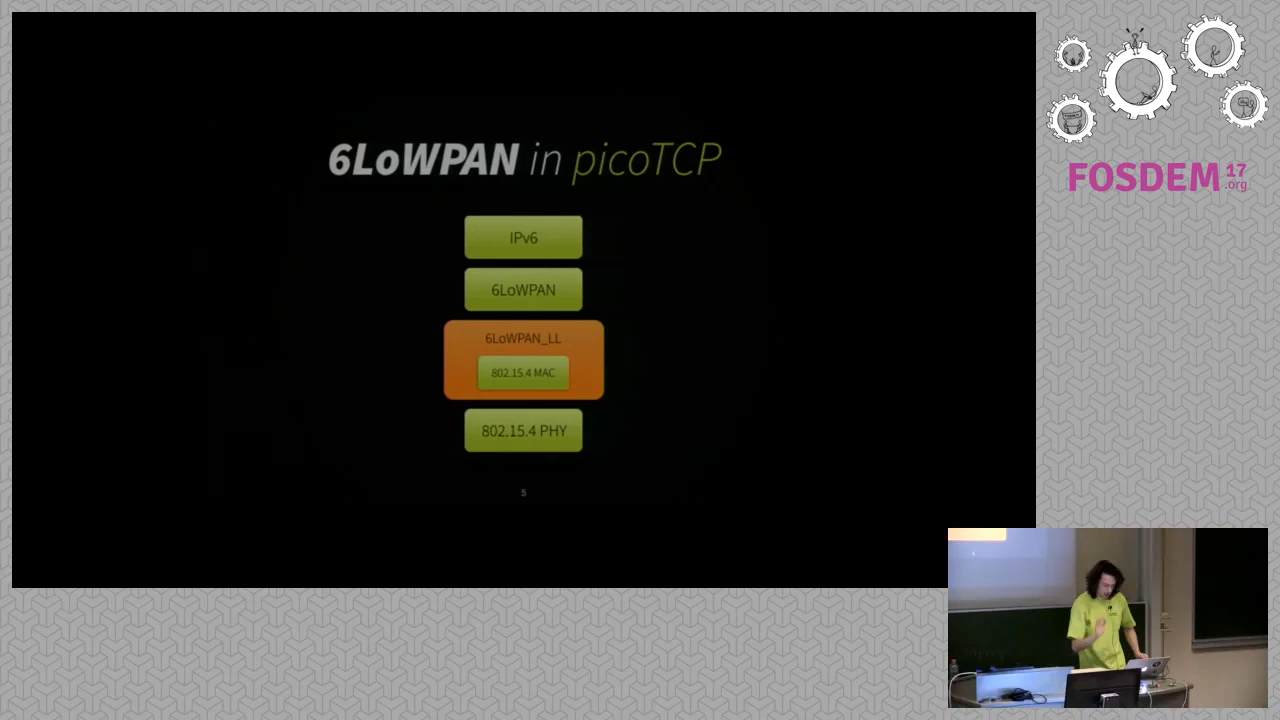 6LoWPAN in picoTCP
IPv6
6LoWPAN
6LoWPAN_LL
802.15.4 MAC
802.15.4 PHY
5
FOSDEM 17
.org